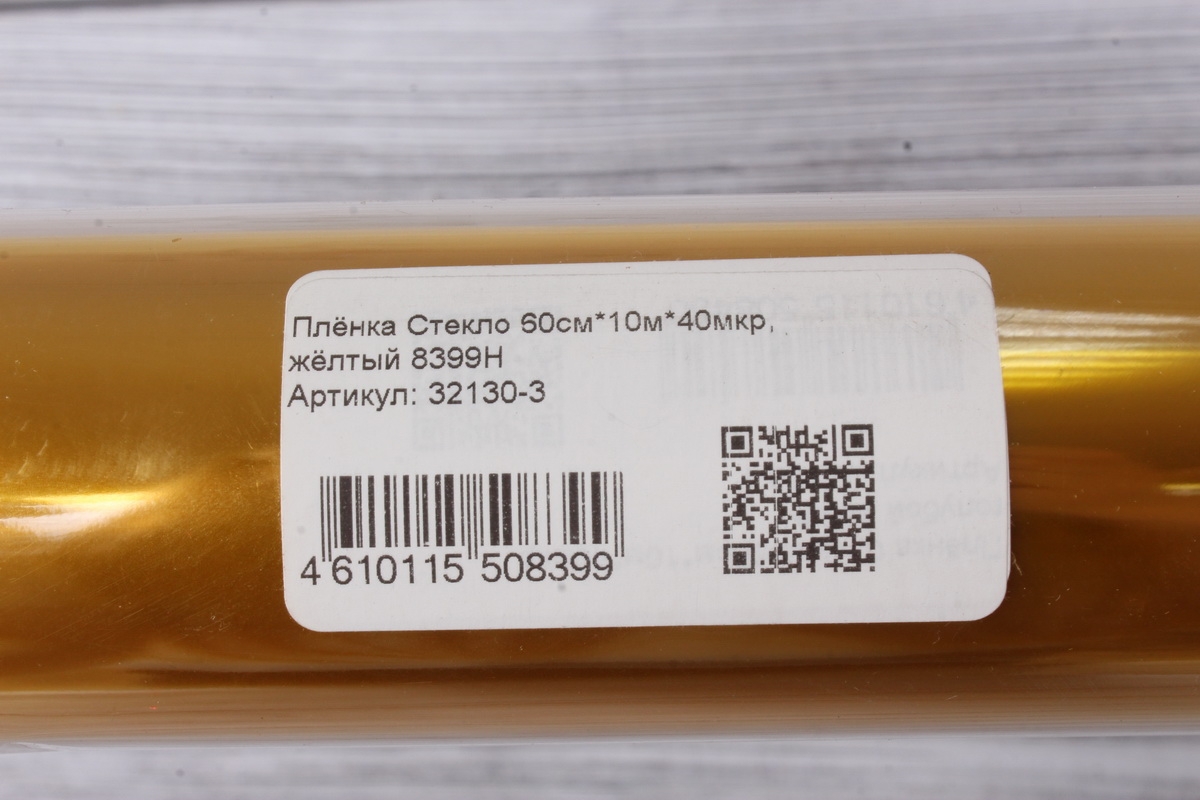 Плёнка Стекло 60см*10м*40мкр,
жёлтый 8399Н
Артикул: 32130-3
4 610115 508399